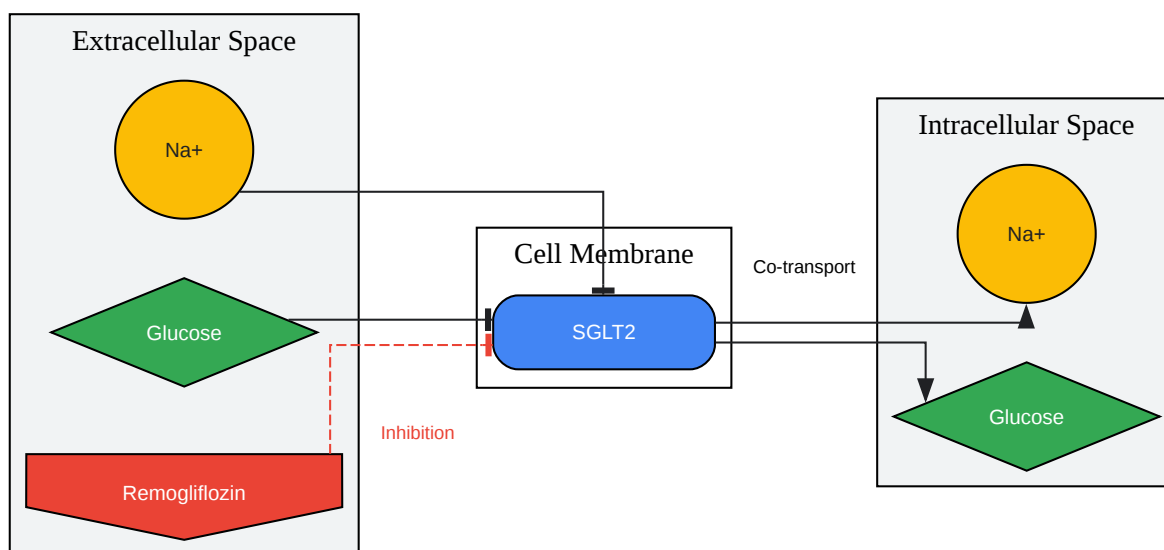 Extracellular Space
Na+
Glucose
Remogliflozin
Inhibition
Cell Membrane
SGLT2
Co-transport
Intracellular Space
Na+
Glucose